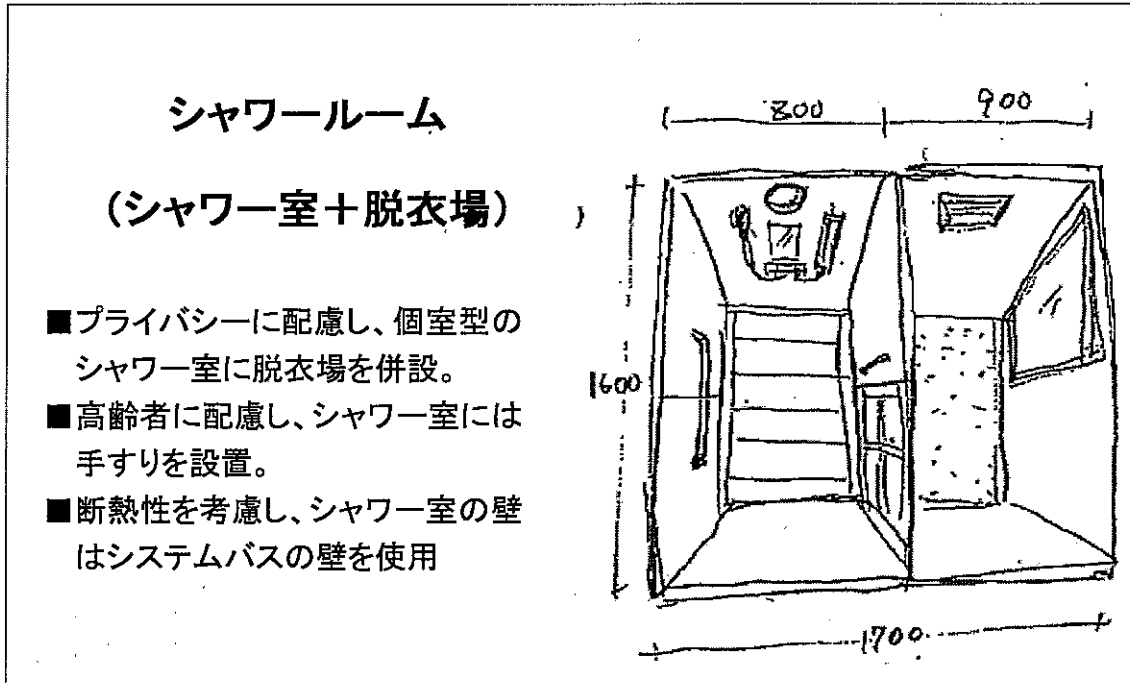 シャワールーム
（シャワー室＋脱衣場）
■プライバシーに配慮し、個室型の
シャワー室に脱衣場を併設。
■高齢者に配慮し、シャワー室には
手すりを設置。
■断熱性を考慮し、シャワー室の壁
はシステムバスの壁を使用
800
900
1600
1700